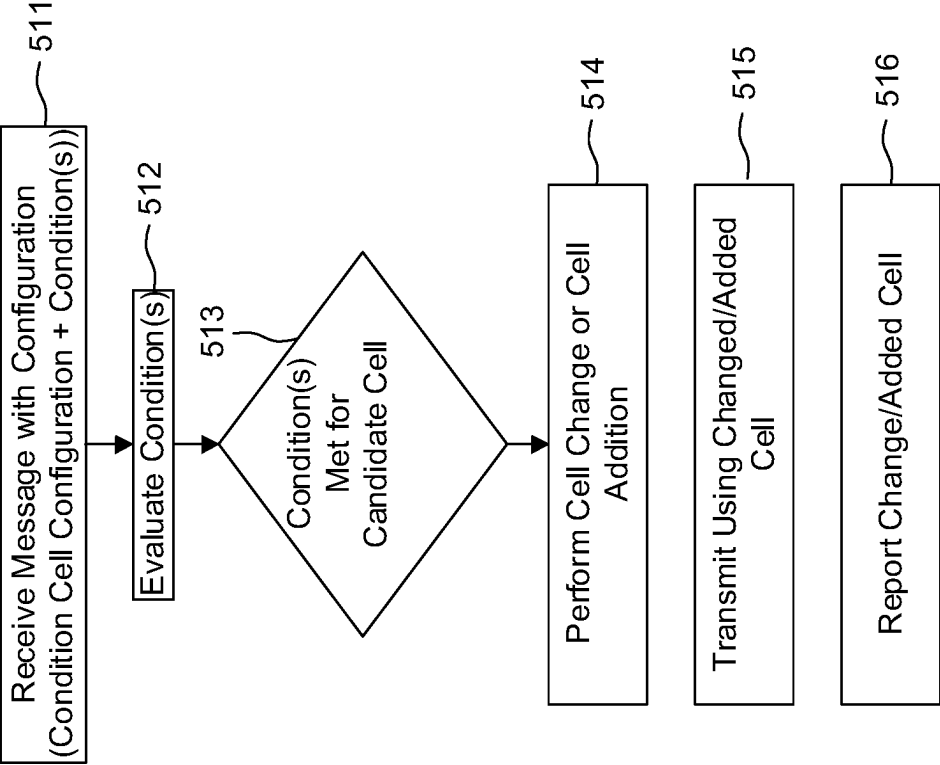 Receive Message with Configuration
(Condition Cell Configuration + Condition(s))
511
Evaluate Condition(s)
512
513
Condition(s)
Met for
Candidate Cell
Perform Cell Change or Cell
Addition
514
Transmit Using Changed/Added
Cell
515
Report Change/Added Cell
516